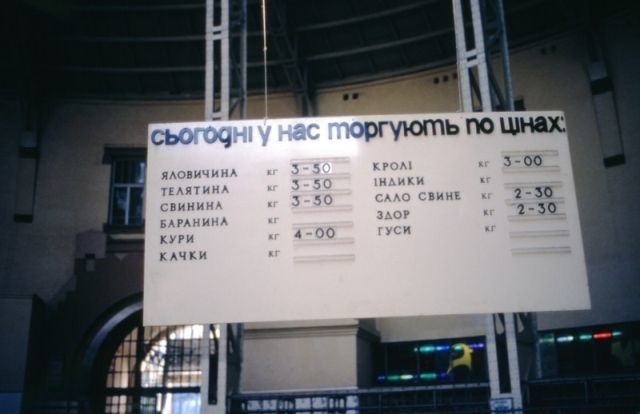 сьогодні у нас торгують по цінах:
ЯЛОВИЧИНА кг 3-50
ТЕЛЯТИНА кг 3-50
СВИНИНА кг 3-50
БАРАНИНА кг
КУРИ кг 4-00
КАЧКИ кг
КРОЛІ кг 3-00
ІНДИКИ кг
САЛО СВИНЕ кг 2-30
ЗДОР кг 2-30
ГУСИ кг